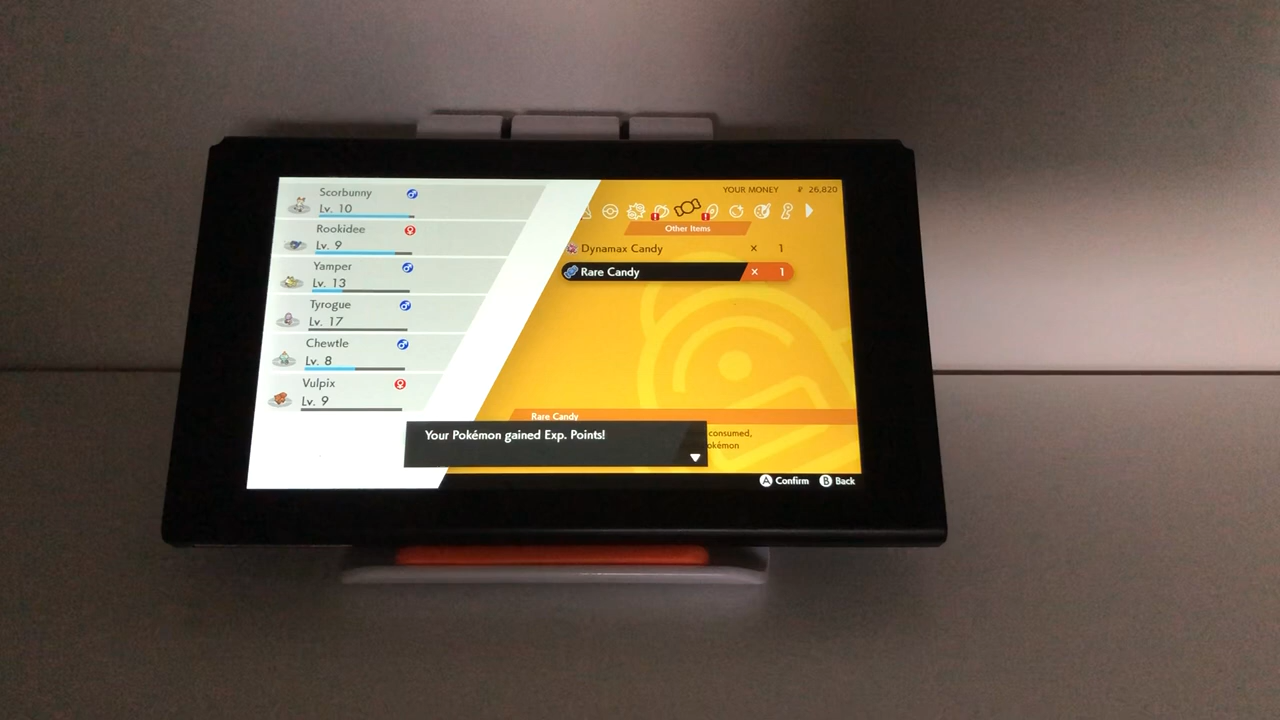 Scorbunny
Lv. 10
Rookidee
Lv. 9
Yamper
Lv. 13
Tyrogue
Lv. 17
Chewtle
Lv. 8
Vulpix
Lv. 9
YOUR MONEY ₽ 26,820
Other Items
Dynamax Candy × 1
Rare Candy × 1
Rare Candy
consumed,
okémon
Your Pokémon gained Exp. Points!
A Confirm B Back